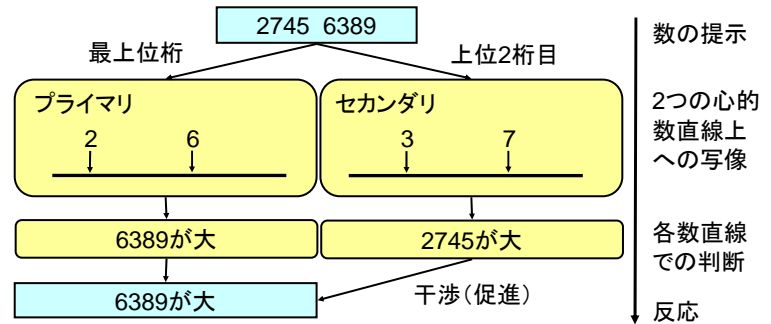 2745 6389
最上位桁
上位2桁目
プライマリ
2 6
セカンダリ
3 7
6389が大
2745が大
6389が大
干渉（促進）
数の提示
2つの心的
数直線上
への写像
各数直線
での判断
反応